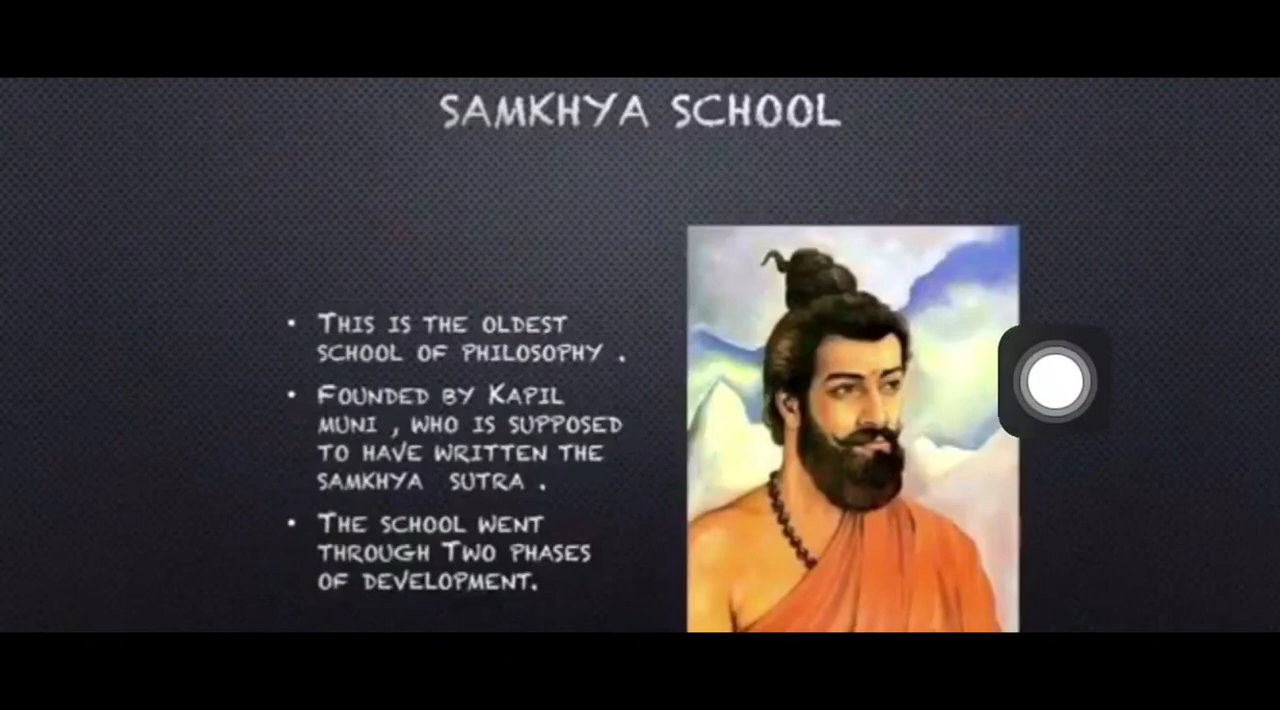 SAMKHYA SCHOOL
• THIS IS THE OLDEST
SCHOOL OF PHILOSOPHY .
• FOUNDED BY KAPIL
MUNI , WHO IS SUPPOSED
TO HAVE WRITTEN THE
SAMKHYA SUTRA .
• THE SCHOOL WENT
THROUGH TWO PHASES
OF DEVELOPMENT.